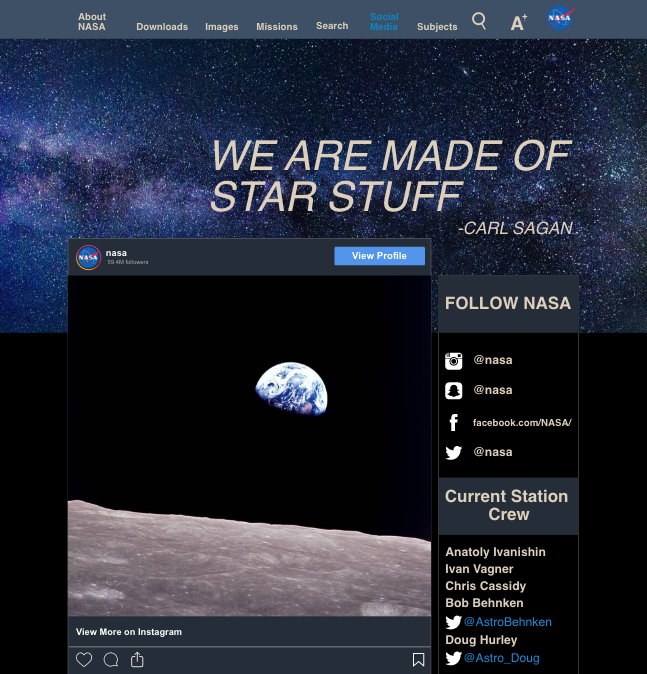 About
NASA
Downloads
Images
Missions
Search
Social
Media
Subjects
A+
NASA
WE ARE MADE OF
STAR STUFF
-CARL SAGAN
NASA
nasa
59.4M followers
View Profile
View More on Instagram
FOLLOW NASA
@nasa
@nasa
facebook.com/NASA/
@nasa
Current Station
Crew
Anatoly Ivanishin
Ivan Vagner
Chris Cassidy
Bob Behnken
@AstroBehnken
Doug Hurley
@Astro_Doug